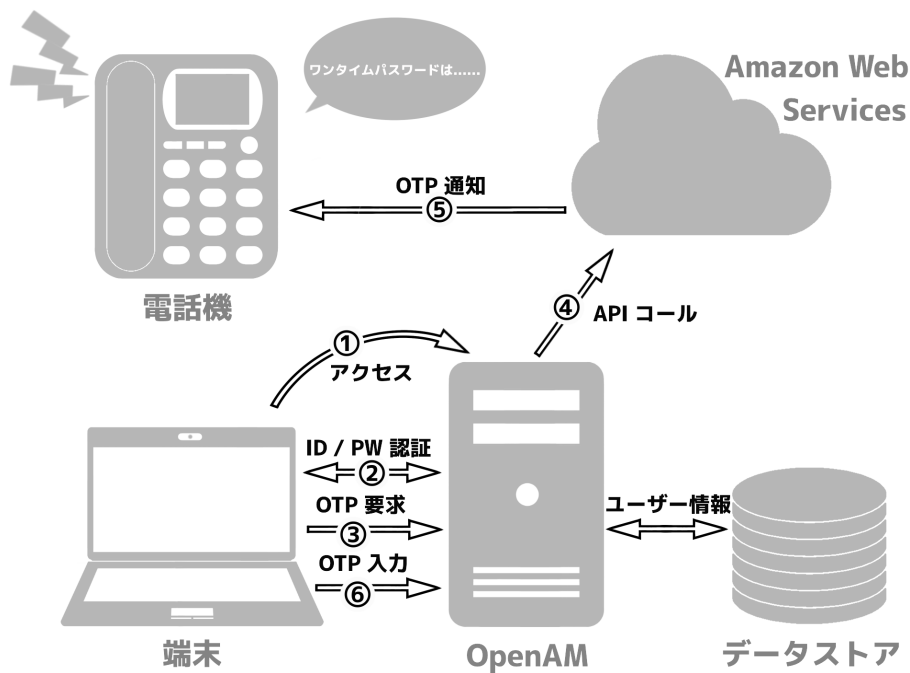 ワンタイムパスワードは......
Amazon Web
Services
OTP 通知
⑤
電話機
④
API コール
①
アクセス
ID / PW 認証
②
OTP 要求
③
ユーザー情報
OTP 入力
⑥
端末
OpenAM
データストア